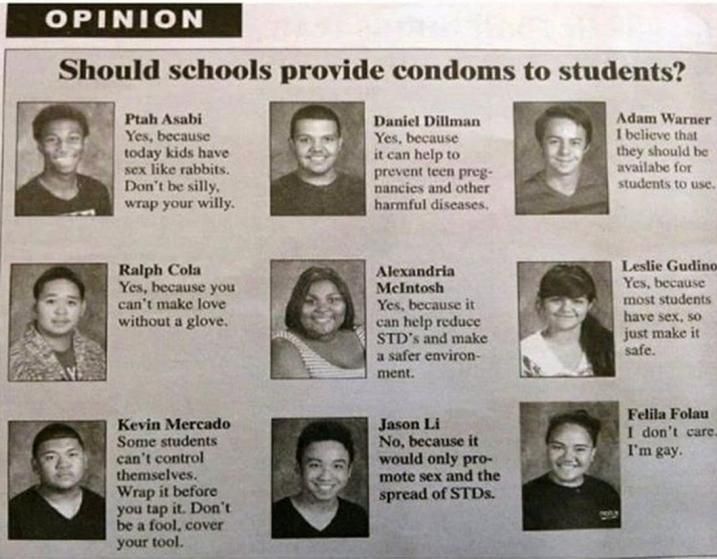 OPINION
Should schools provide condoms to students?
Ptah Asabi
Yes, because
today kids have
sex like rabbits.
Don't be silly,
wrap your willy.
Daniel Dillman
Yes, because
it can help to
prevent teen preg-
nancies and other
harmful diseases.
Adam Warner
I believe that
they should be
availabe for
students to use.
Ralph Cola
Yes, because you
can't make love
without a glove.
Alexandria
McIntosh
Yes, because it
can help reduce
STD's and make
a safer environ-
ment.
Leslie Gudino
Yes, because
most students
have sex, so
just make it
safe.
Kevin Mercado
Some students
can't control
themselves.
Wrap it before
you tap it. Don't
be a fool, cover
your tool.
Jason Li
No, because it
would only pro-
mote sex and the
spread of STDs.
Felila Folau
I don't care.
I'm gay.